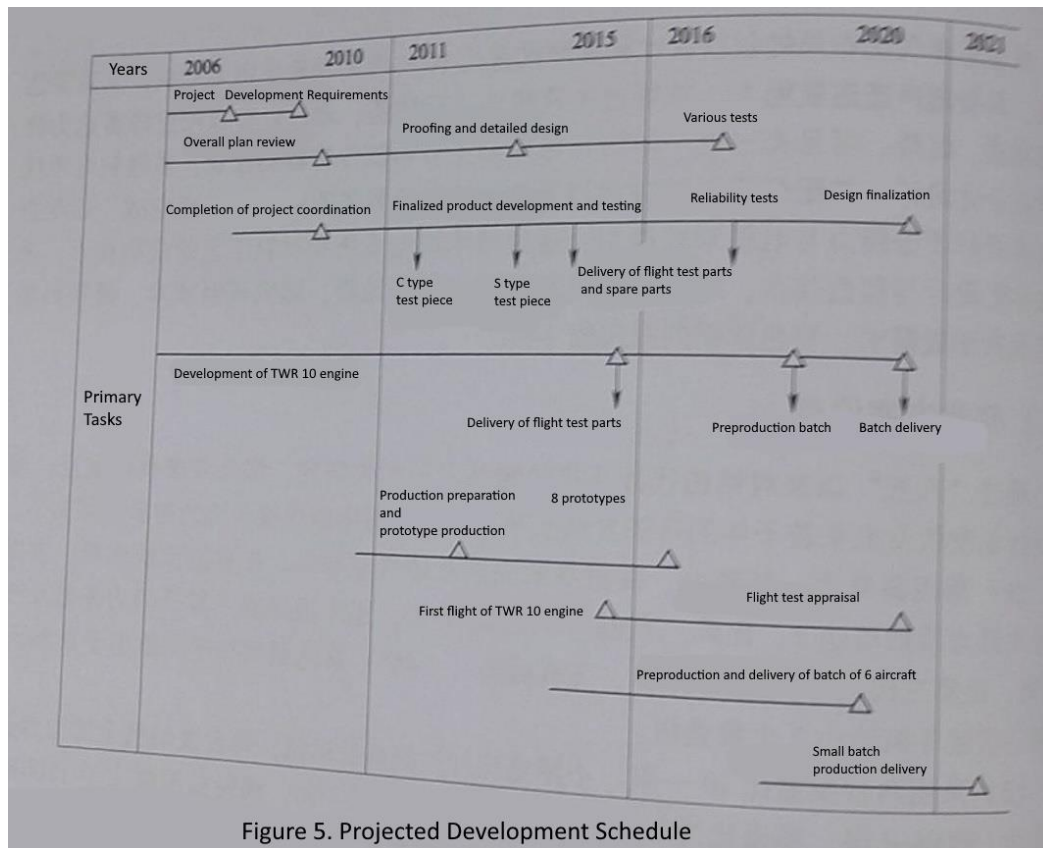 Years
2006
2010
2011
2015
2016
2020
2021
Project Development Requirements
Overall plan review
Proofing and detailed design
Various tests
Completion of project coordination
Finalized product development and testing
Reliability tests
Design finalization
C type
test piece
S type
test piece
Delivery of flight test parts
and spare parts
Development of TWR 10 engine
Primary
Tasks
Delivery of flight test parts
Preproduction batch
Batch delivery
Production preparation
and
prototype production
8 prototypes
First flight of TWR 10 engine
Flight test appraisal
Preproduction and delivery of batch of 6 aircraft
Small batch
production delivery
Figure 5. Projected Development Schedule